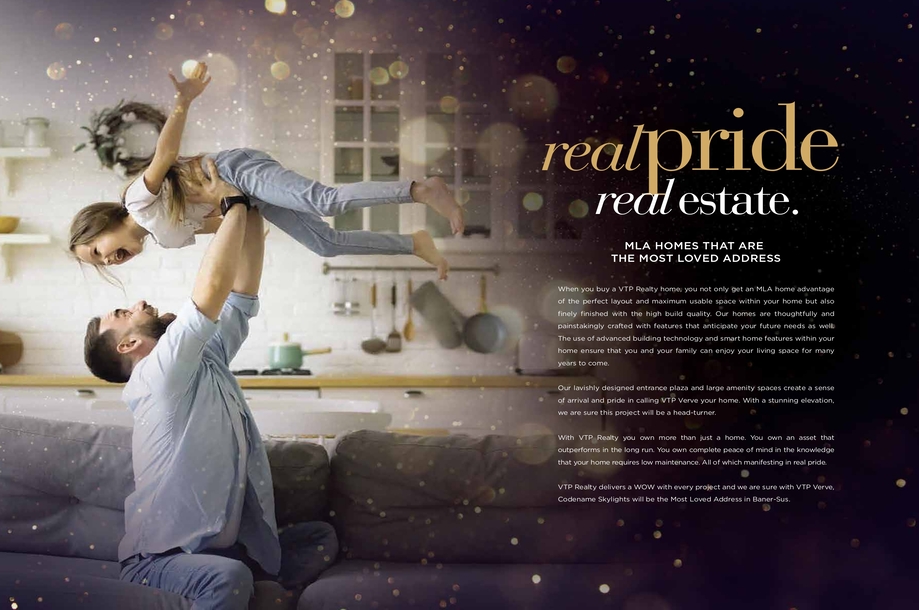 realpride
real estate.
MLA HOMES THAT ARE
THE MOST LOVED ADDRESS
When you buy a VTP Realty home, you not only get an MLA home advantage
of the perfect layout and maximum usable space within your home but also
finely finished with the high build quality. Our homes are thoughtfully and
painstakingly crafted with features that anticipate your future needs as well.
The use of advanced building technology and smart home features within your
home ensure that you and your family can enjoy your living space for many
years to come.
Our lavishly designed entrance plaza and large amenity spaces create a sense
of arrival and pride in calling VTP Verve your home. With a stunning elevation,
we are sure this project will be a head-turner.
With VTP Realty you own more than just a home. You own an asset that
outperforms in the long run. You own complete peace of mind in the knowledge
that your home requires low maintenance. All of which manifesting in real pride.
VTP Realty delivers a WOW with every project and we are sure with VTP Verve,
Codename Skylights will be the Most Loved Address in Baner-Sus.